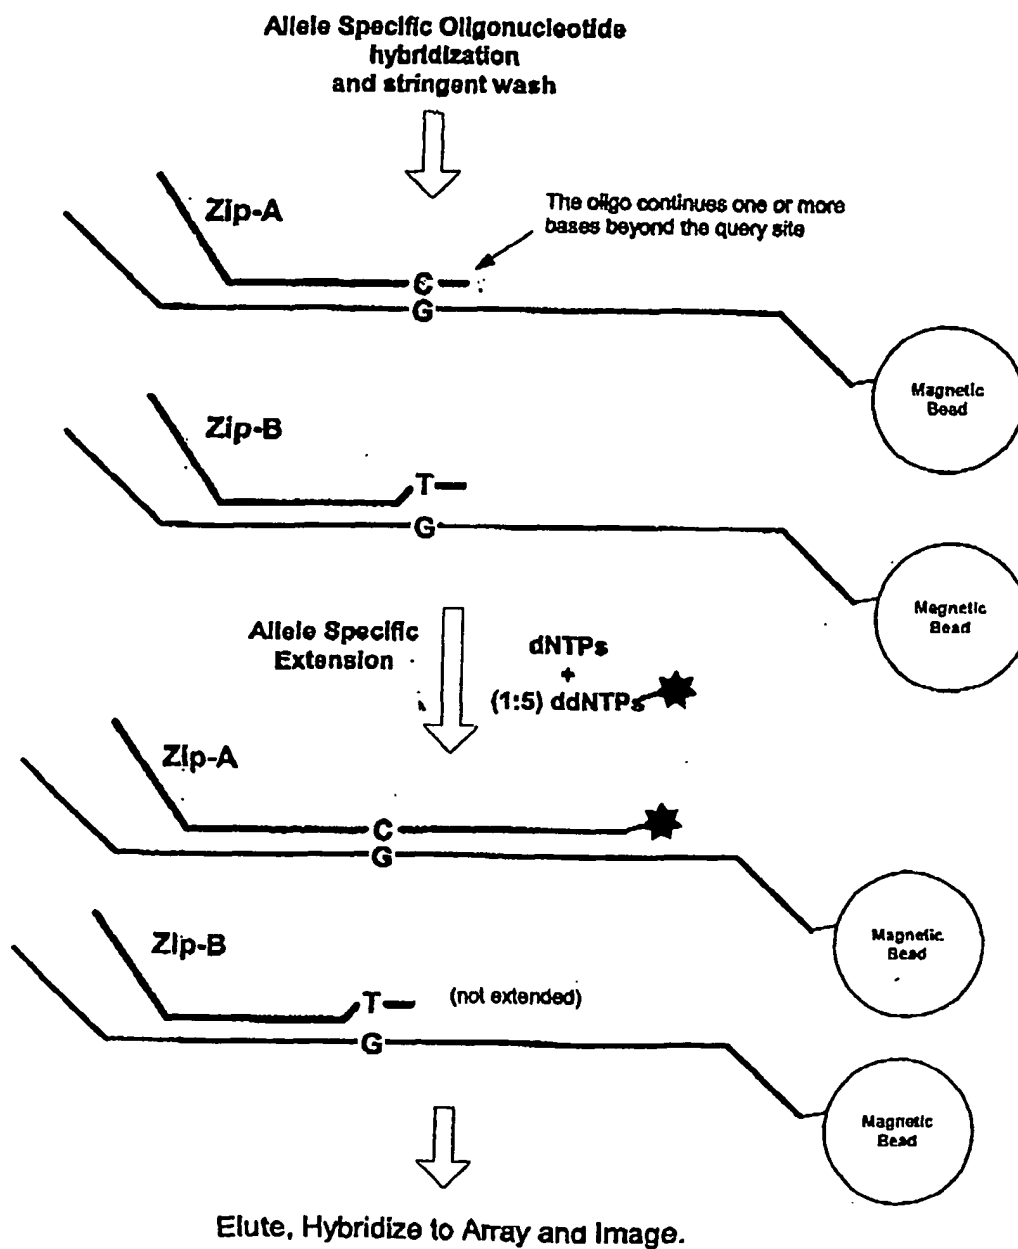 Allele Specific Oligonucleotide
hybridization
and stringent wash
Zip-A
The oligo continues one or more
bases beyond the query site
C
G
Magnetic
Bead
Zip-B
T
G
Magnetic
Bead
Allele Specific
Extension
dNTPs
+
(1:5) ddNTPs
Zip-A
C
G
Magnetic
Bead
Zip-B
T
(not extended)
G
Magnetic
Bead
Elute, Hybridize to Array and Image.